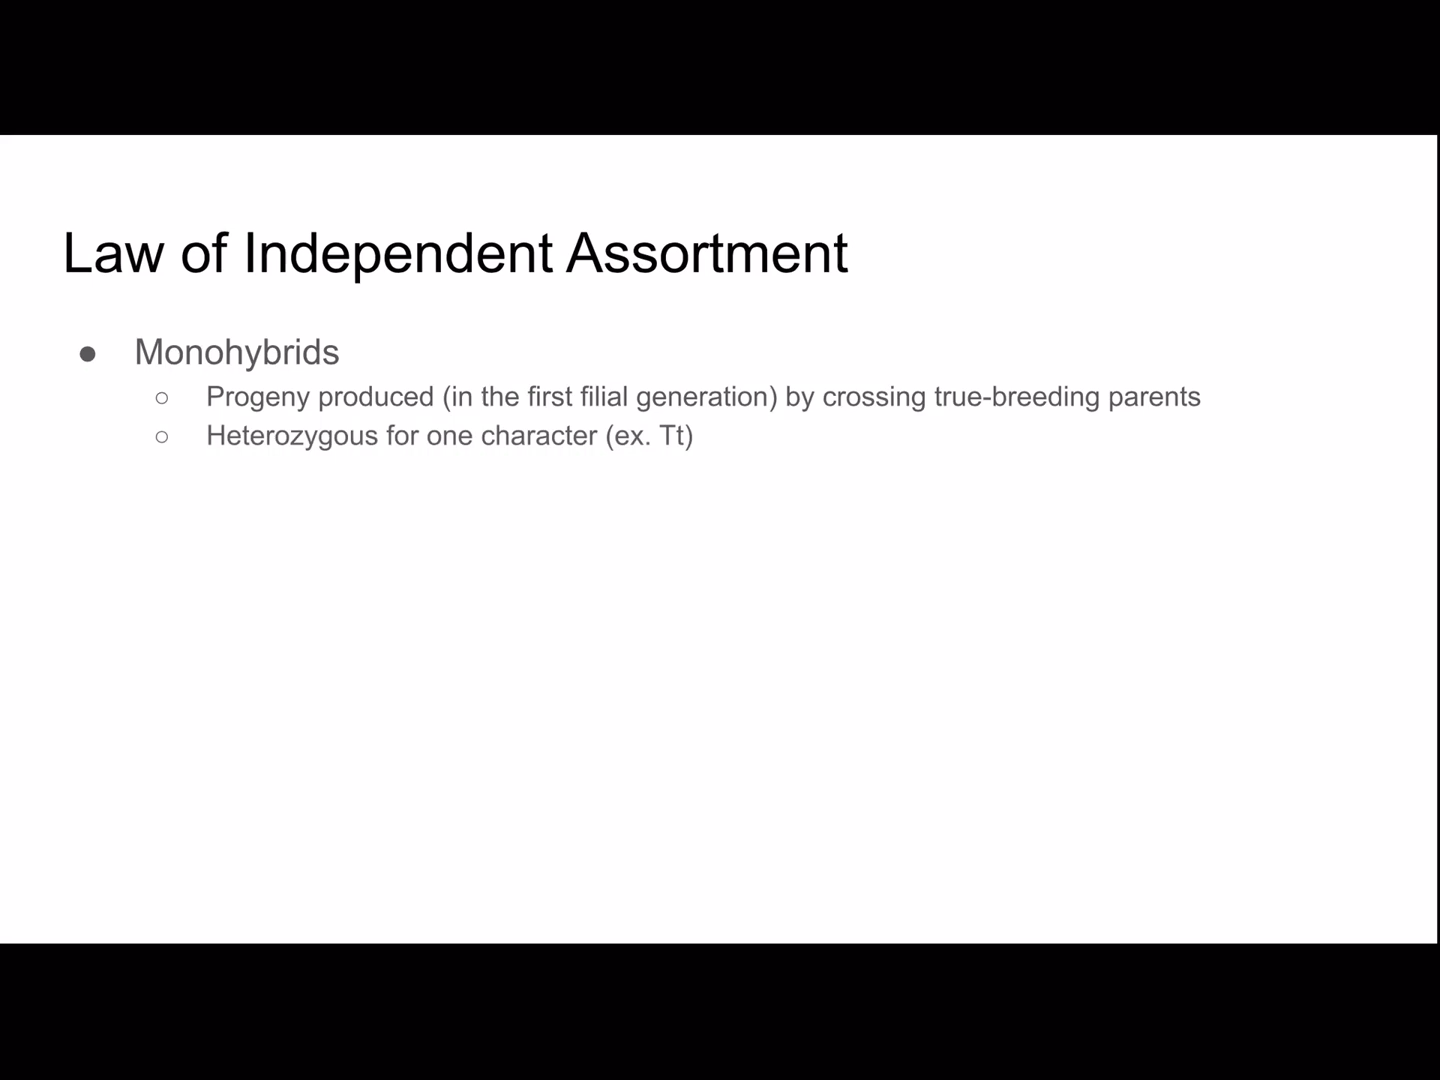 Law of Independent Assortment
● Monohybrids
○ Progeny produced (in the first filial generation) by crossing true-breeding parents
○ Heterozygous for one character (ex. Tt)